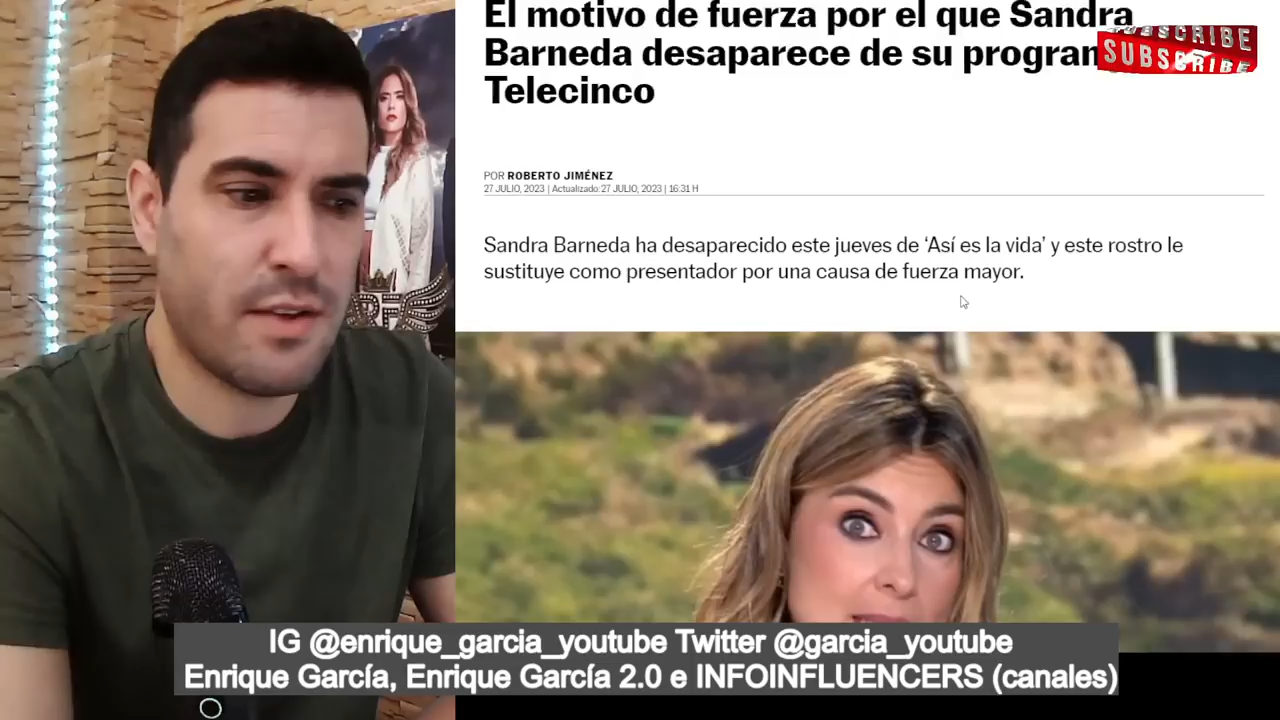 El motivo de fuerza por el que Sandra
Barneda desaparece de su program
Telecinco
SUBSCRIBE
SUBSCRIBE
POR ROBERTO JIMÉNEZ
27 JULIO, 2023 | Actualizado: 27 JULIO, 2023 | 16:31 H
Sandra Barneda ha desaparecido este jueves de ‘Así es la vida’ y este rostro le
sustituye como presentador por una causa de fuerza mayor.
IG @enrique_garcia_youtube Twitter @garcia_youtube
Enrique García, Enrique García 2.0 e INFOINFLUENCERS (canales)